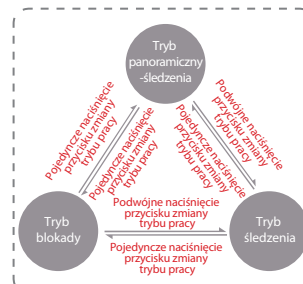 Tryb
panoramiczny
-śledzenia
Pojedyncze naciśnięcie
przycisku zmiany
trybu pracy
Pojedyncze naciśnięcie
przycisku zmiany
trybu pracy
Podwójne naciśnięcie
przycisku zmiany
trybu pracy
Pojedyncze naciśnięcie
przycisku zmiany
trybu pracy
Tryb
blokady
Podwójne naciśnięcie
przycisku zmiany
trybu pracy
Pojedyncze naciśnięcie
przycisku zmiany
trybu pracy
Tryb
śledzenia